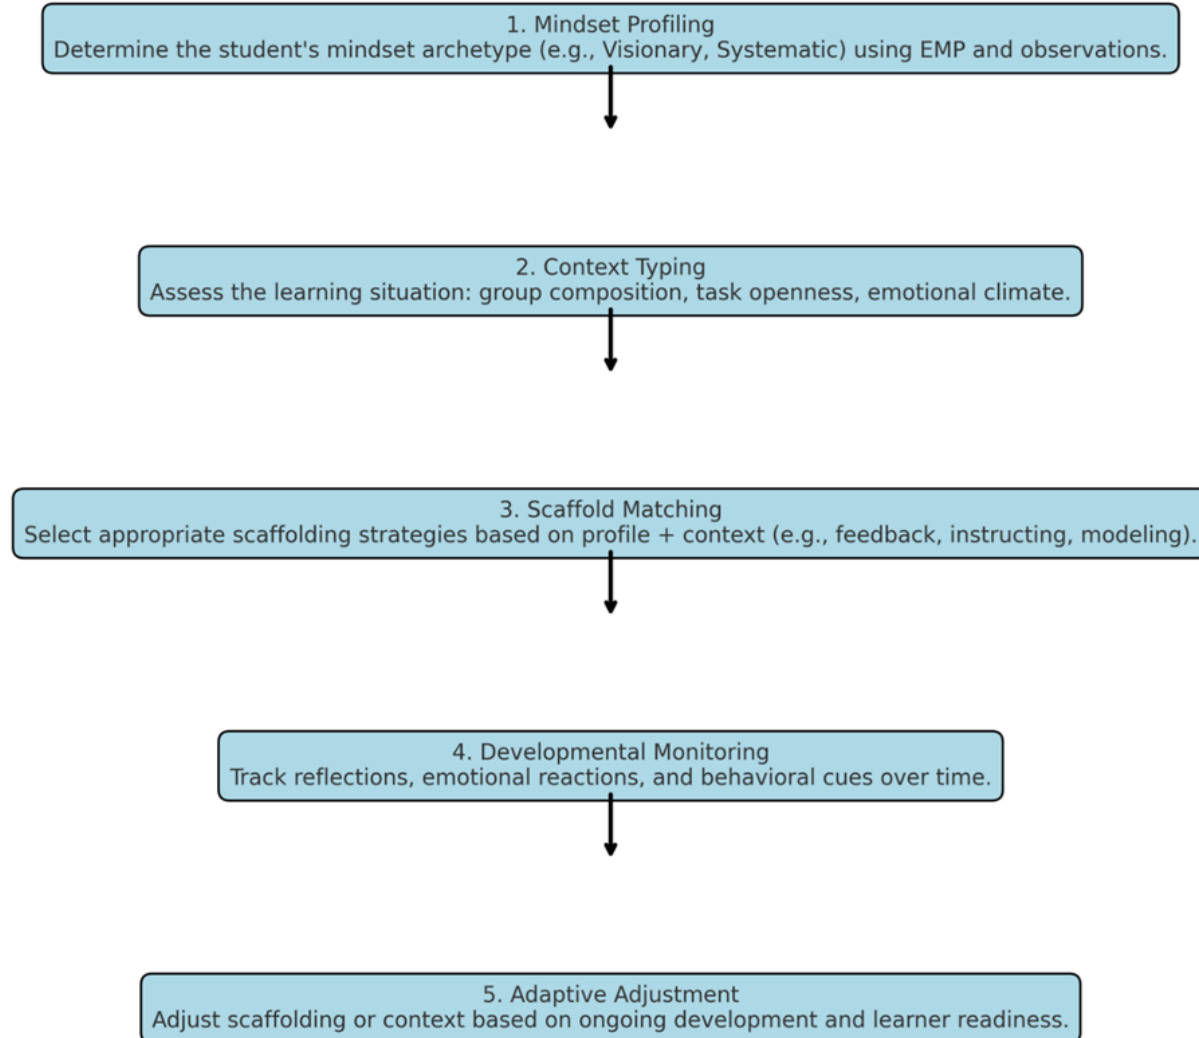 1. Mindset Profiling
Determine the student's mindset archetype (e.g., Visionary, Systematic) using EMP and observations.
2. Context Typing
Assess the learning situation: group composition, task openness, emotional climate.
3. Scaffold Matching
Select appropriate scaffolding strategies based on profile + context (e.g., feedback, instructing, modeling).
4. Developmental Monitoring
Track reflections, emotional reactions, and behavioral cues over time.
5. Adaptive Adjustment
Adjust scaffolding or context based on ongoing development and learner readiness.